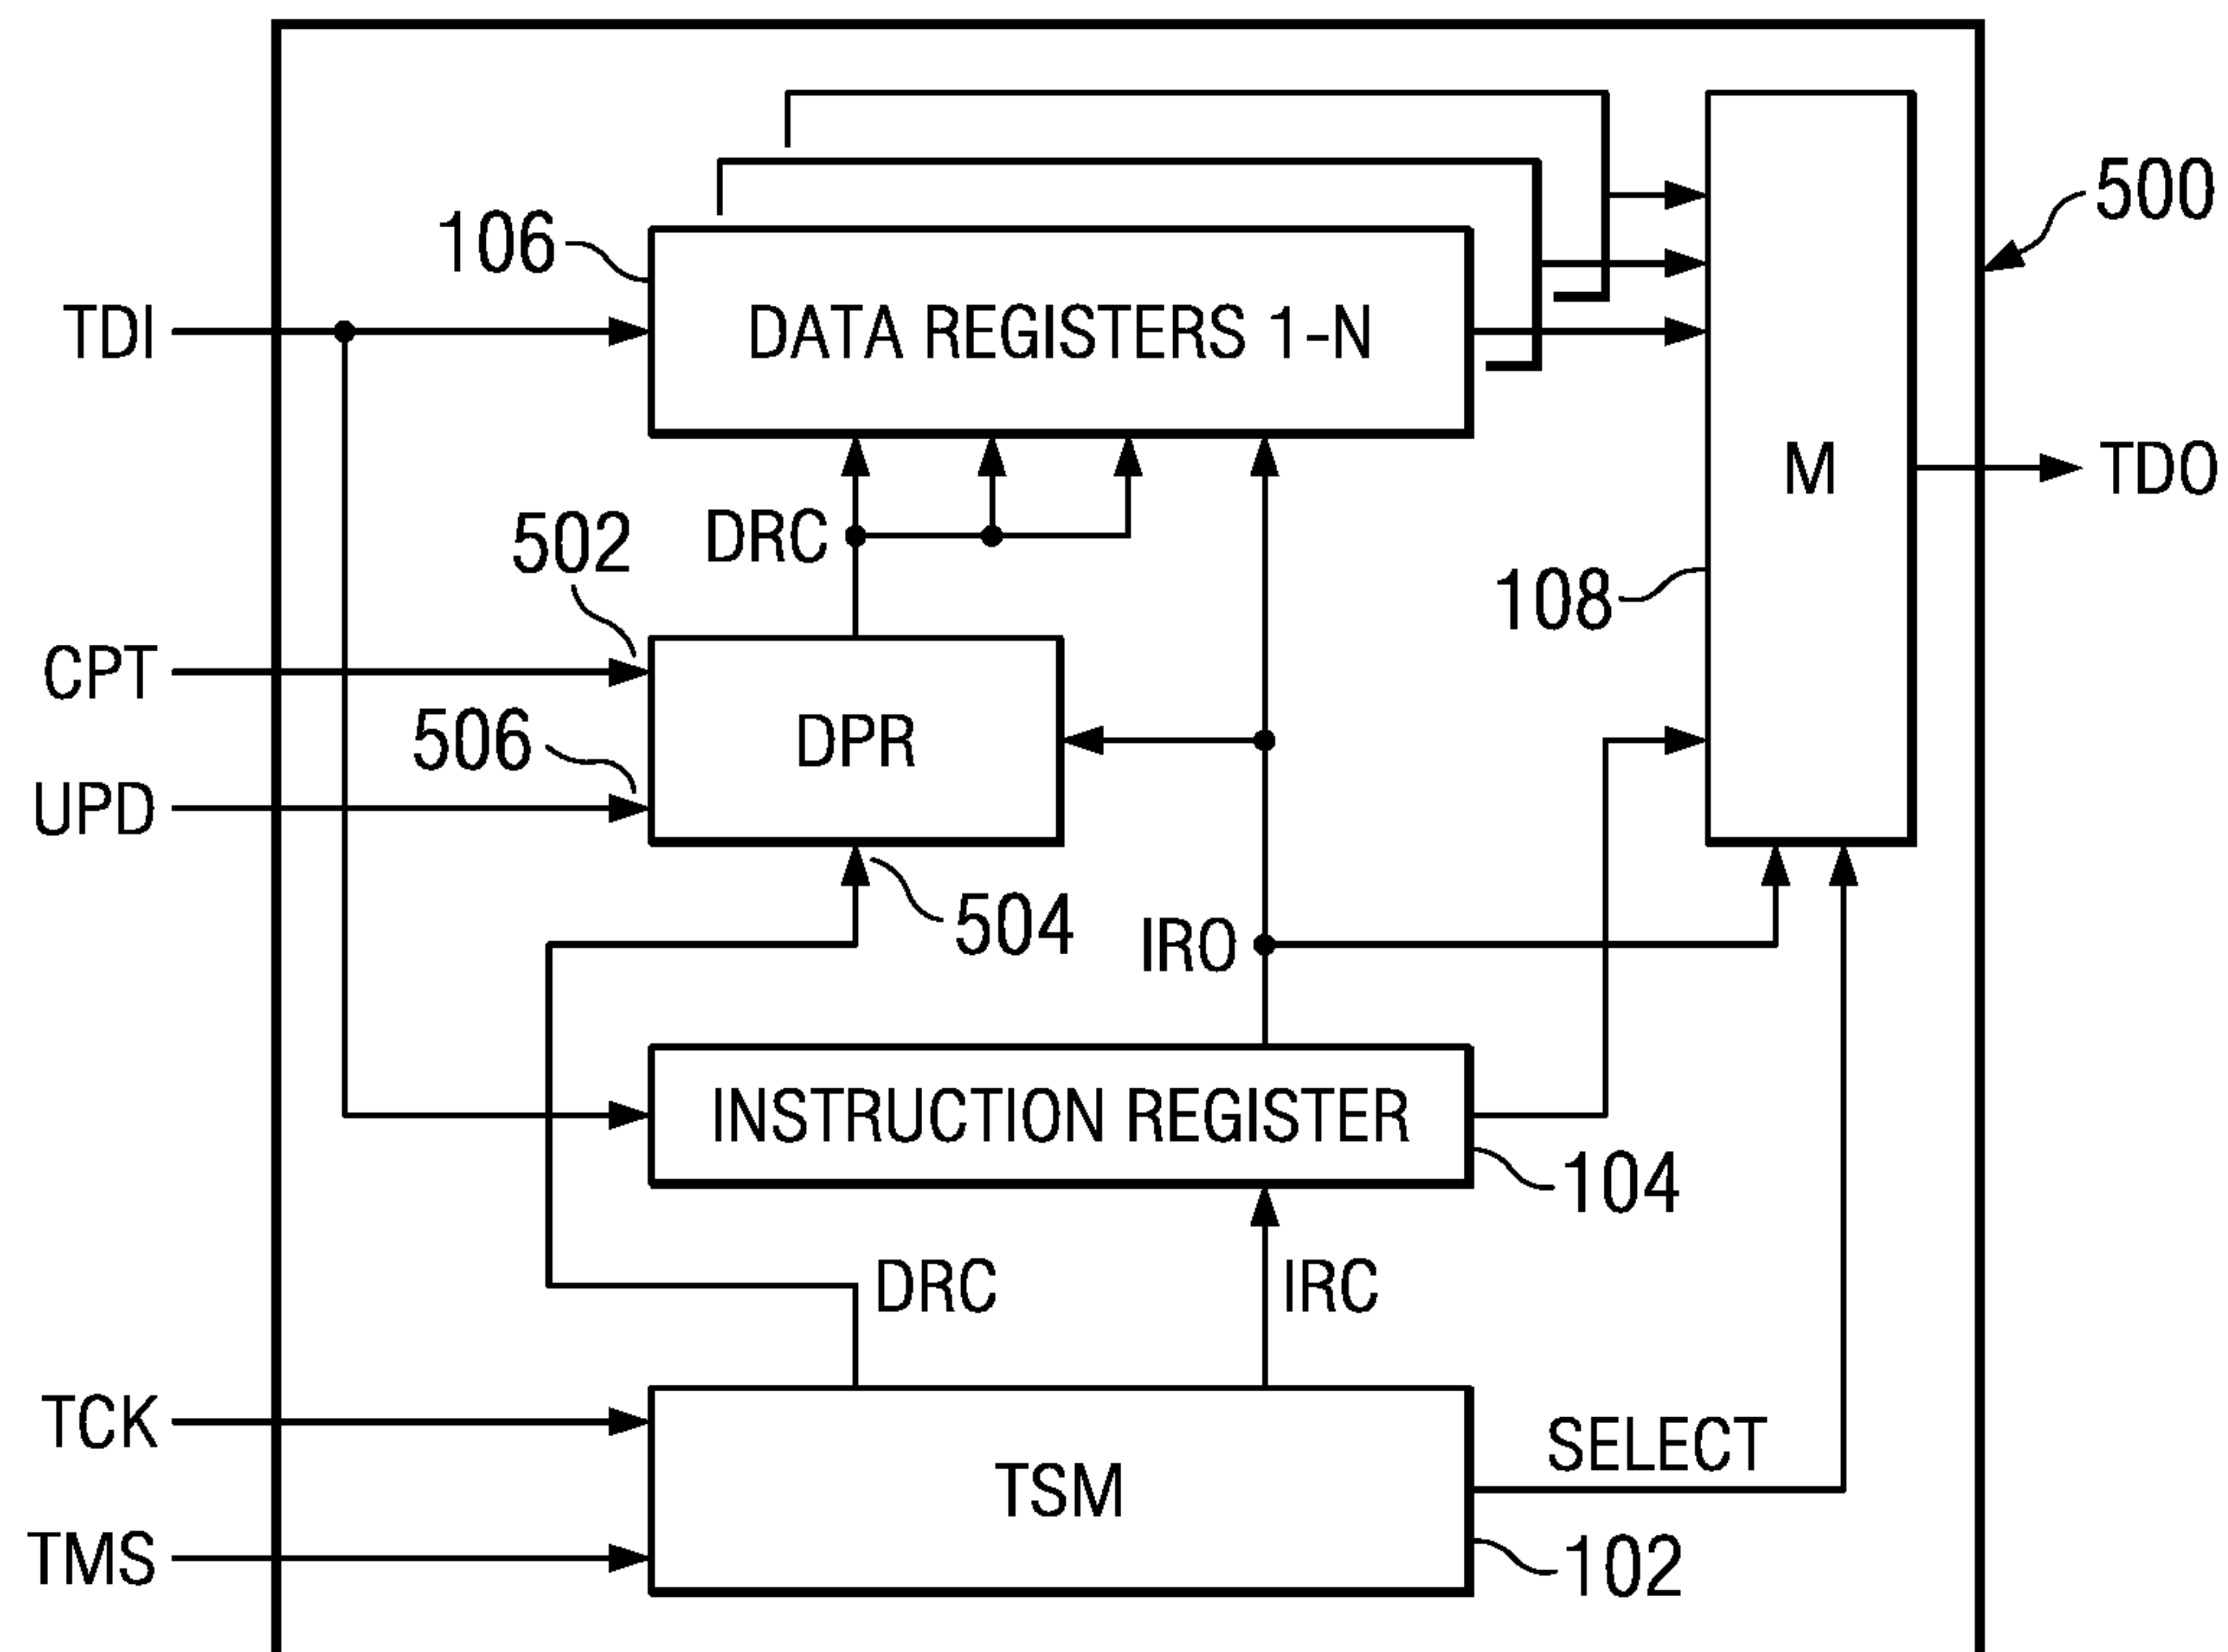 500
106
TDI
DATA REGISTERS 1-N
M
TDO
DRC
502
108
CPT
506
DPR
UPD
504
IRO
INSTRUCTION REGISTER
104
DRC
IRC
TCK
SELECT
TSM
TMS
102